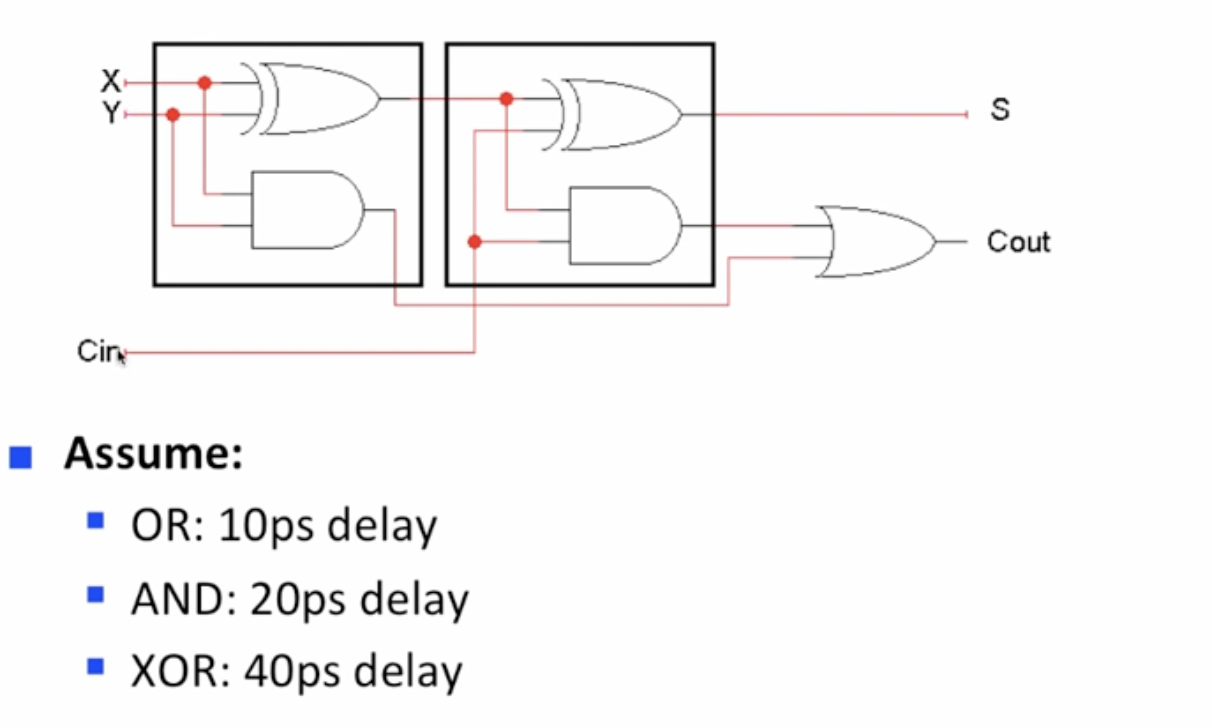 X
Y
S
Cout
Cin
Assume:
OR: 10ps delay
AND: 20ps delay
XOR: 40ps delay